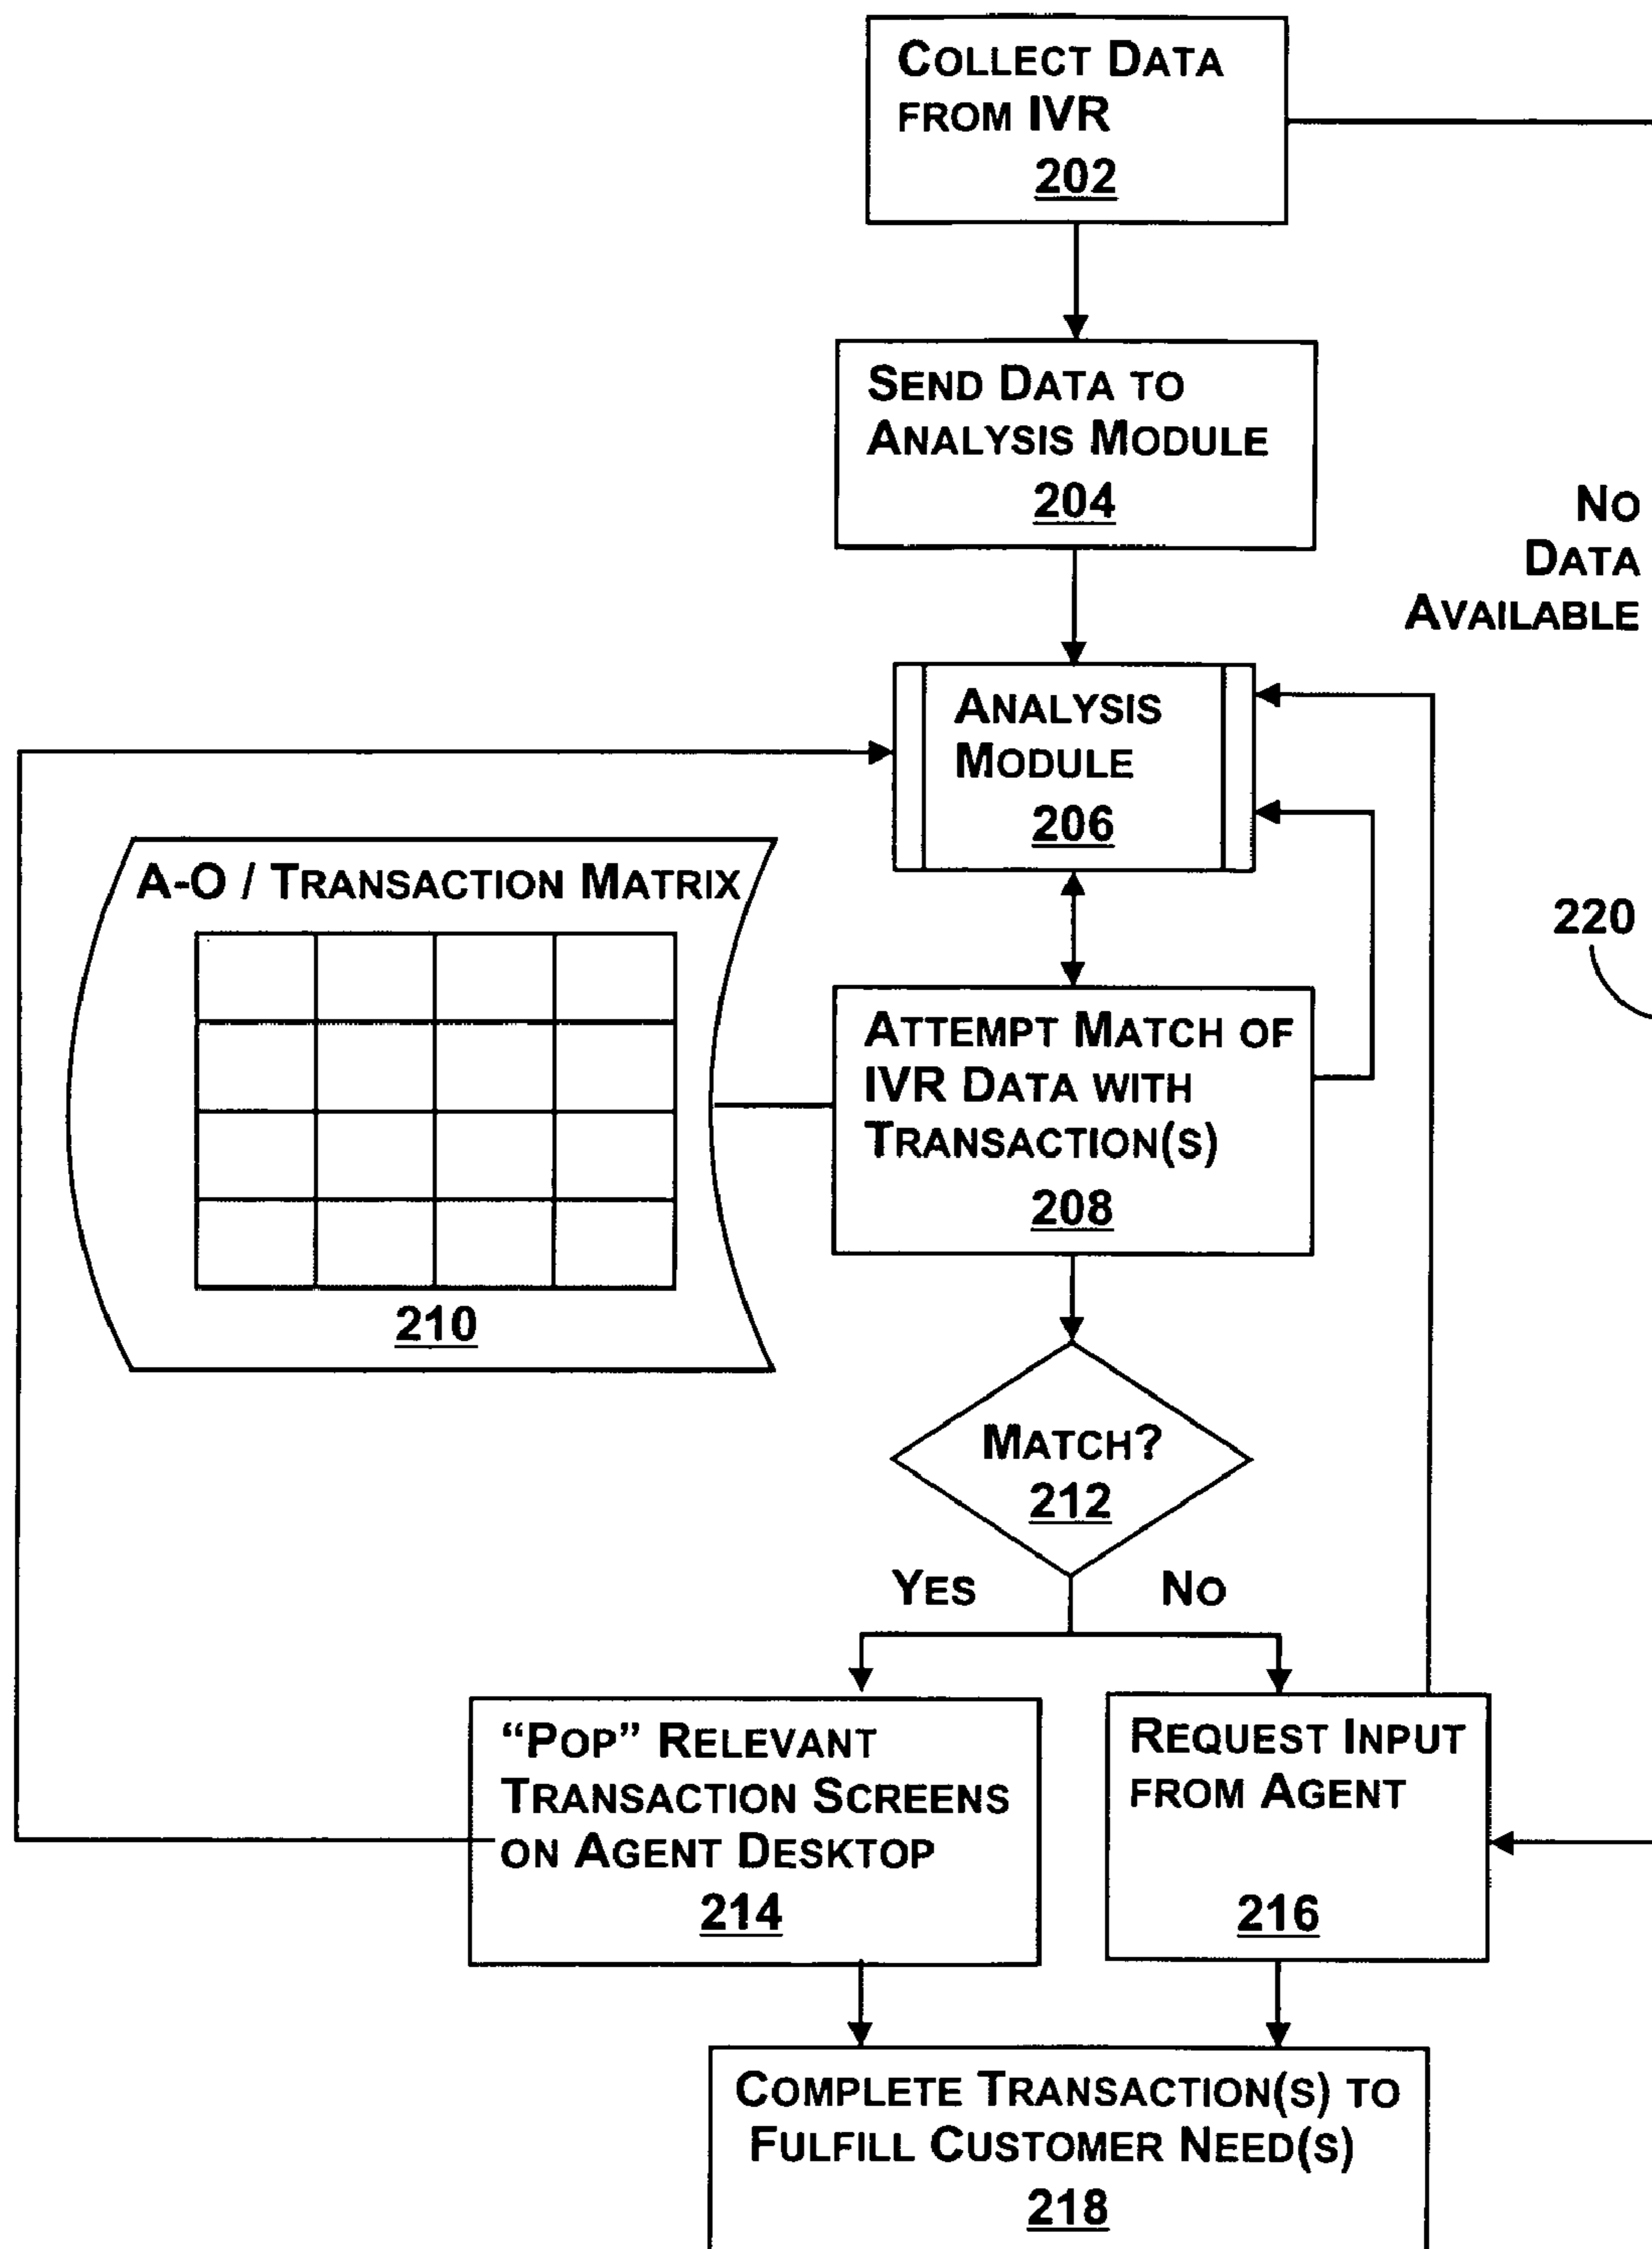 COLLECT DATA
FROM IVR
202
SEND DATA TO
ANALYSIS MODULE
204
NO
DATA
AVAILABLE
ANALYSIS
MODULE
206
A-O / TRANSACTION MATRIX
210
220
ATTEMPT MATCH OF
IVR DATA WITH
TRANSACTION(S)
208
MATCH?
212
YES
NO
“POP” RELEVANT
TRANSACTION SCREENS
ON AGENT DESKTOP
214
REQUEST INPUT
FROM AGENT
216
COMPLETE TRANSACTION(S) TO
FULFILL CUSTOMER NEED(S)
218